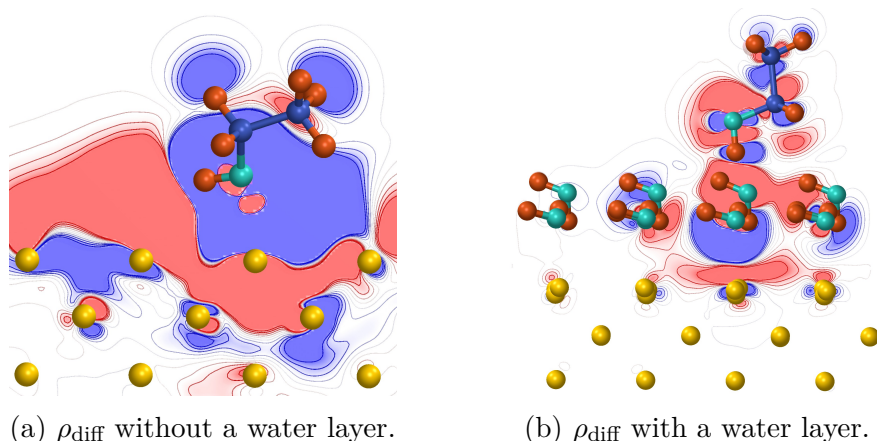 (a) ρdiff without a water layer.
(b) ρdiff with a water layer.